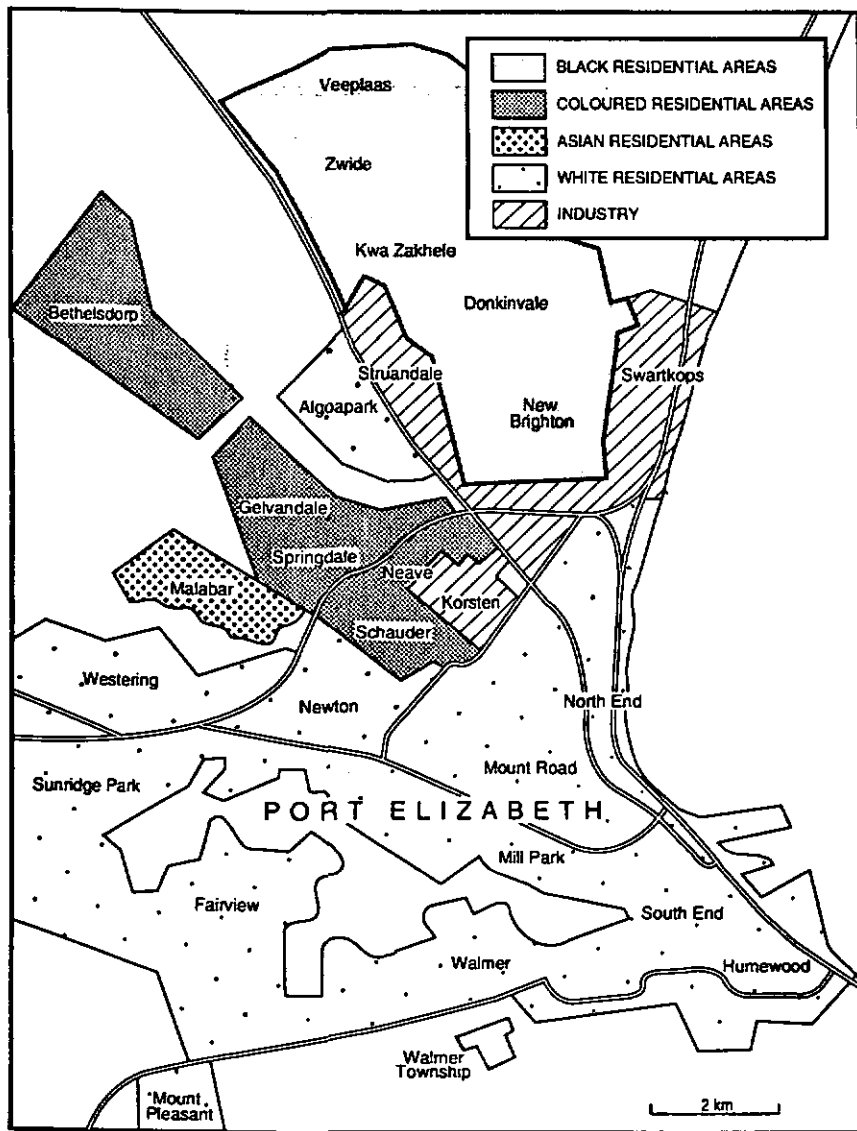 BLACK RESIDENTIAL AREAS
COLOURED RESIDENTIAL AREAS
ASIAN RESIDENTIAL AREAS
WHITE RESIDENTIAL AREAS
INDUSTRY
Veeplaas
Zwide
Kwa Zakhele
Donkinvale
Bethelsdorp
Struandale
Swartkops
Algoapark
New
Brighton
Gelvandale
Springdale
Neave
Malabar
Korsten
Schauder
Westering
Newton
North End
Sunridge Park
Mount Road
PORT ELIZABETH
Mill Park
Fairview
South End
Walmer
Humewood
Walmer
Township
Mount
Pleasant
2 km